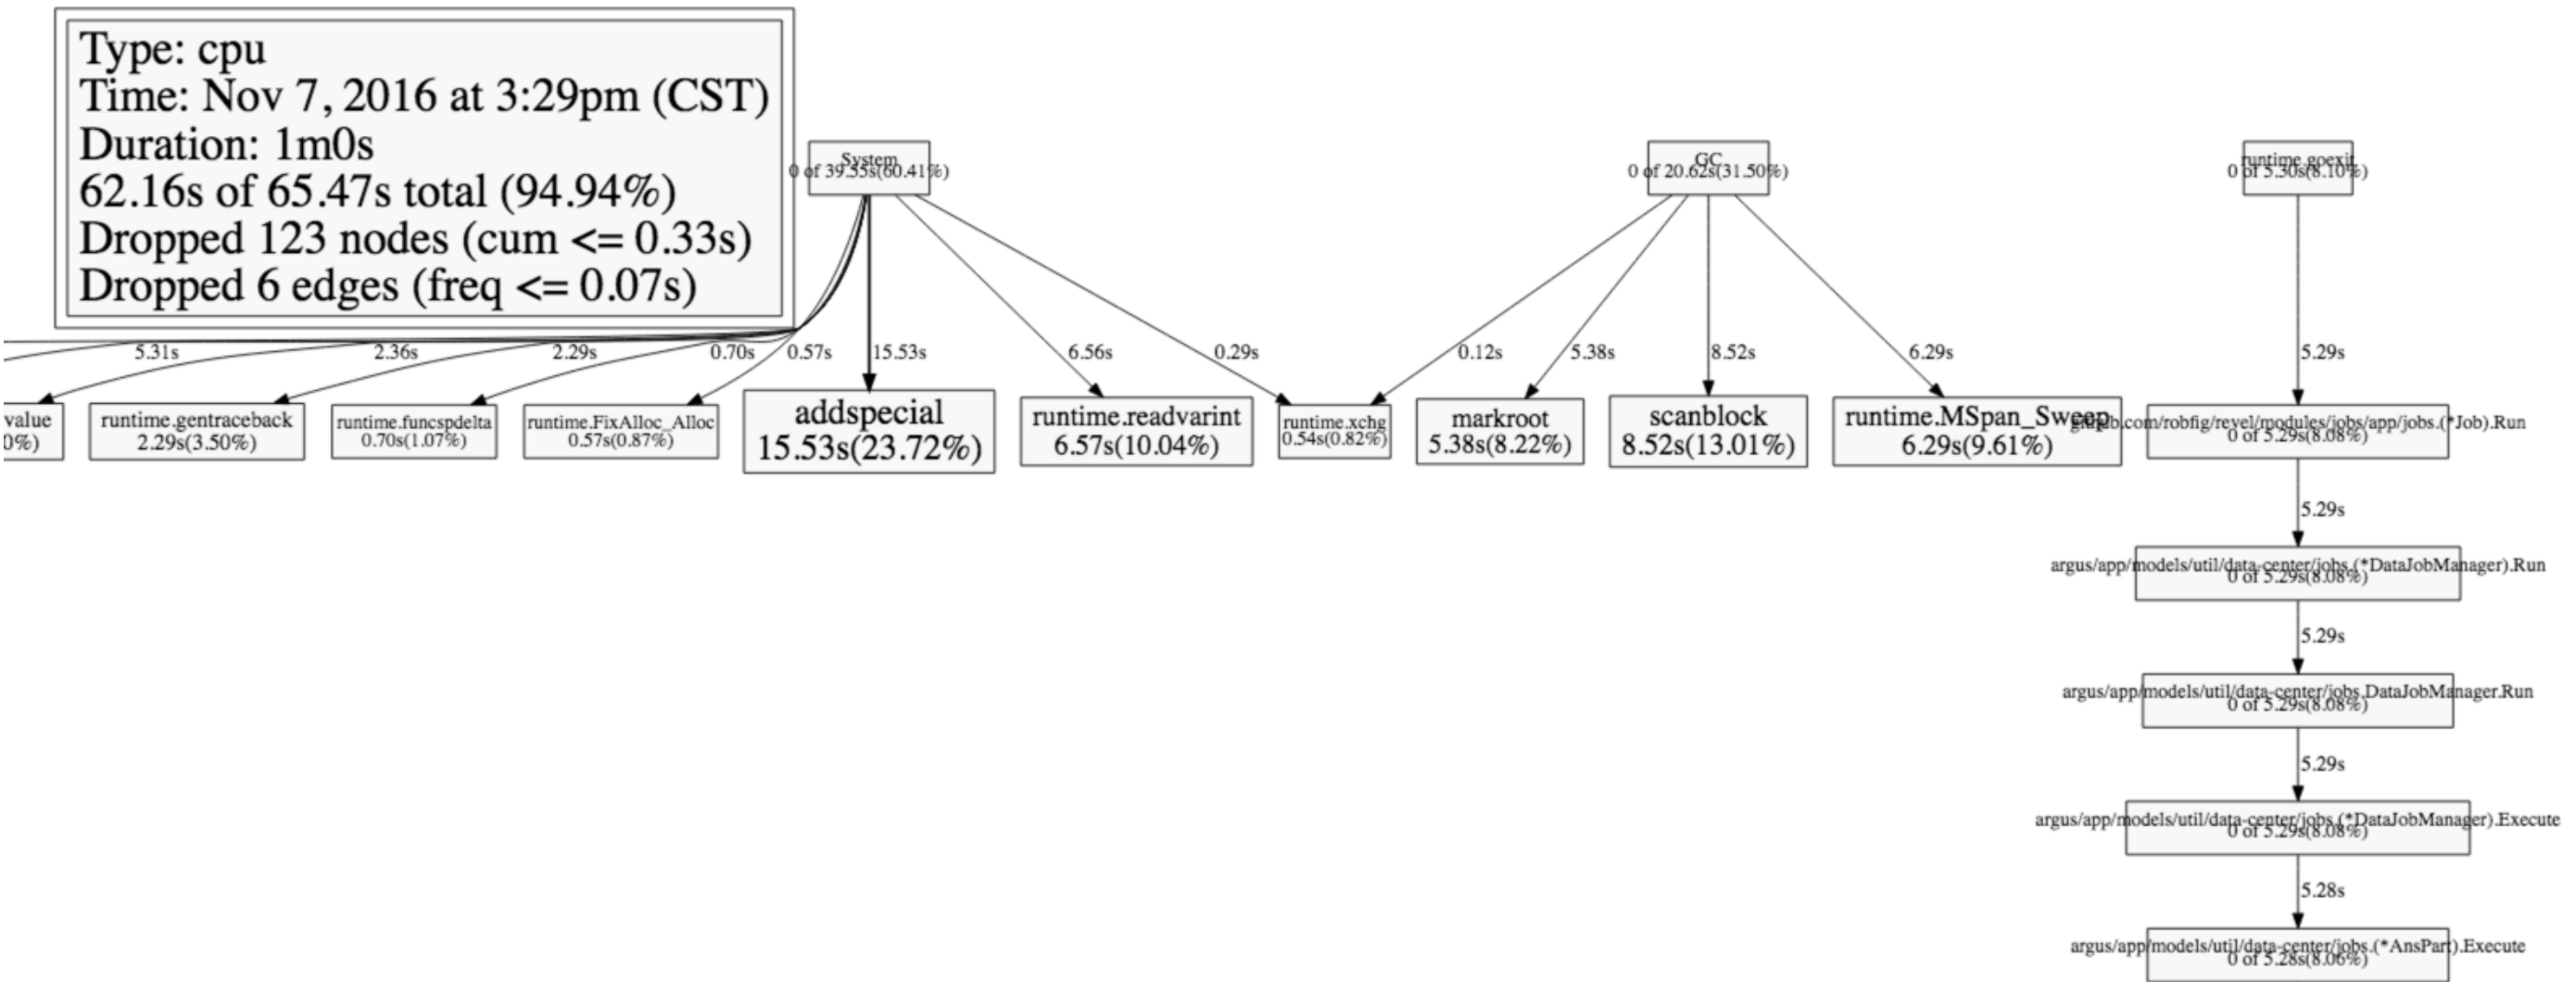 Type: cpu
Time: Nov 7, 2016 at 3:29pm (CST)
Duration: 1m0s
62.16s of 65.47s total (94.94%)
Dropped 123 nodes (cum <= 0.33s)
Dropped 6 edges (freq <= 0.07s)
System
0 of 39.55s(60.41%)
GC
0 of 20.62s(31.50%)
runtime.goexit
0 of 5.30s(8.10%)
5.31s
2.36s
2.29s
0.70s
0.57s
15.53s
6.56s
0.29s
0.12s
5.38s
8.52s
6.29s
5.29s
value
0%)
runtime.gentraceback
2.29s(3.50%)
runtime.funcspdelta
0.70s(1.07%)
runtime.FixAlloc_Alloc
0.57s(0.87%)
addspecial
15.53s(23.72%)
runtime.readvarint
6.57s(10.04%)
runtime.xchg
0.54s(0.82%)
markroot
5.38s(8.22%)
scanblock
8.52s(13.01%)
runtime.MSpan_Sweep
6.29s(9.61%)
github.com/robfig/revel/modules/jobs/app/jobs.(*Job).Run
0 of 5.29s(8.08%)
5.29s
argus/app/models/util/data-center/jobs.(*DataJobManager).Run
0 of 5.29s(8.08%)
5.29s
argus/app/models/util/data-center/jobs.DataJobManager.Run
0 of 5.29s(8.08%)
5.29s
argus/app/models/util/data-center/jobs.(*DataJobManager).Execute
0 of 5.29s(8.08%)
5.28s
argus/app/models/util/data-center/jobs.(*AnsPart).Execute
0 of 5.28s(8.06%)